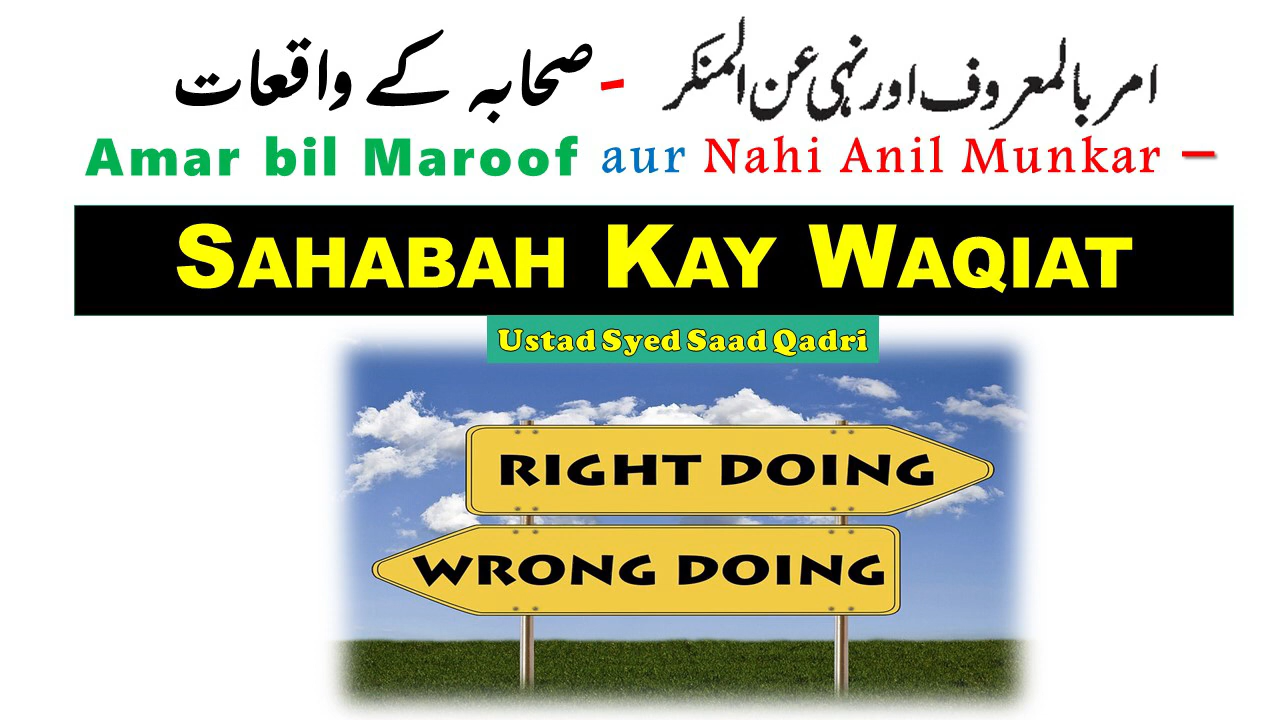 امر بالمعروف اور نہی عن المنکر - صحابہ کے واقعات
Amar bil Maroof aur Nahi Anil Munkar –
SAHABAH KAY WAQIAT
Ustad Syed Saad Qadri
RIGHT DOING
WRONG DOING